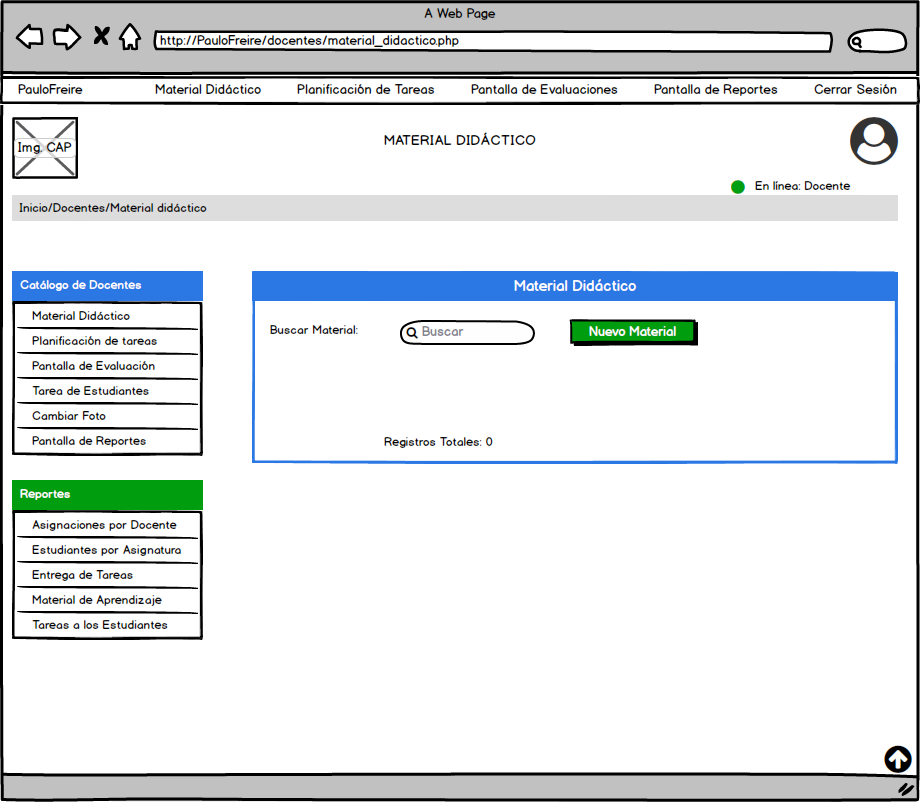 A Web Page
http://PauloFreire/docentes/material_didactico.php
PauloFreire Material Didáctico Planificación de Tareas Pantalla de Evaluaciones Pantalla de Reportes Cerrar Sesión
Img. CAP
MATERIAL DIDÁCTICO
En línea: Docente
Inicio/Docentes/Material didáctico
Catálogo de Docentes
Material Didáctico
Planificación de tareas
Pantalla de Evaluación
Tarea de Estudiantes
Cambiar Foto
Pantalla de Reportes
Reportes
Asignaciones por Docente
Estudiantes por Asignatura
Entrega de Tareas
Material de Aprendizaje
Tareas a los Estudiantes
Material Didáctico
Buscar Material: Buscar Nuevo Material
Registros Totales: 0